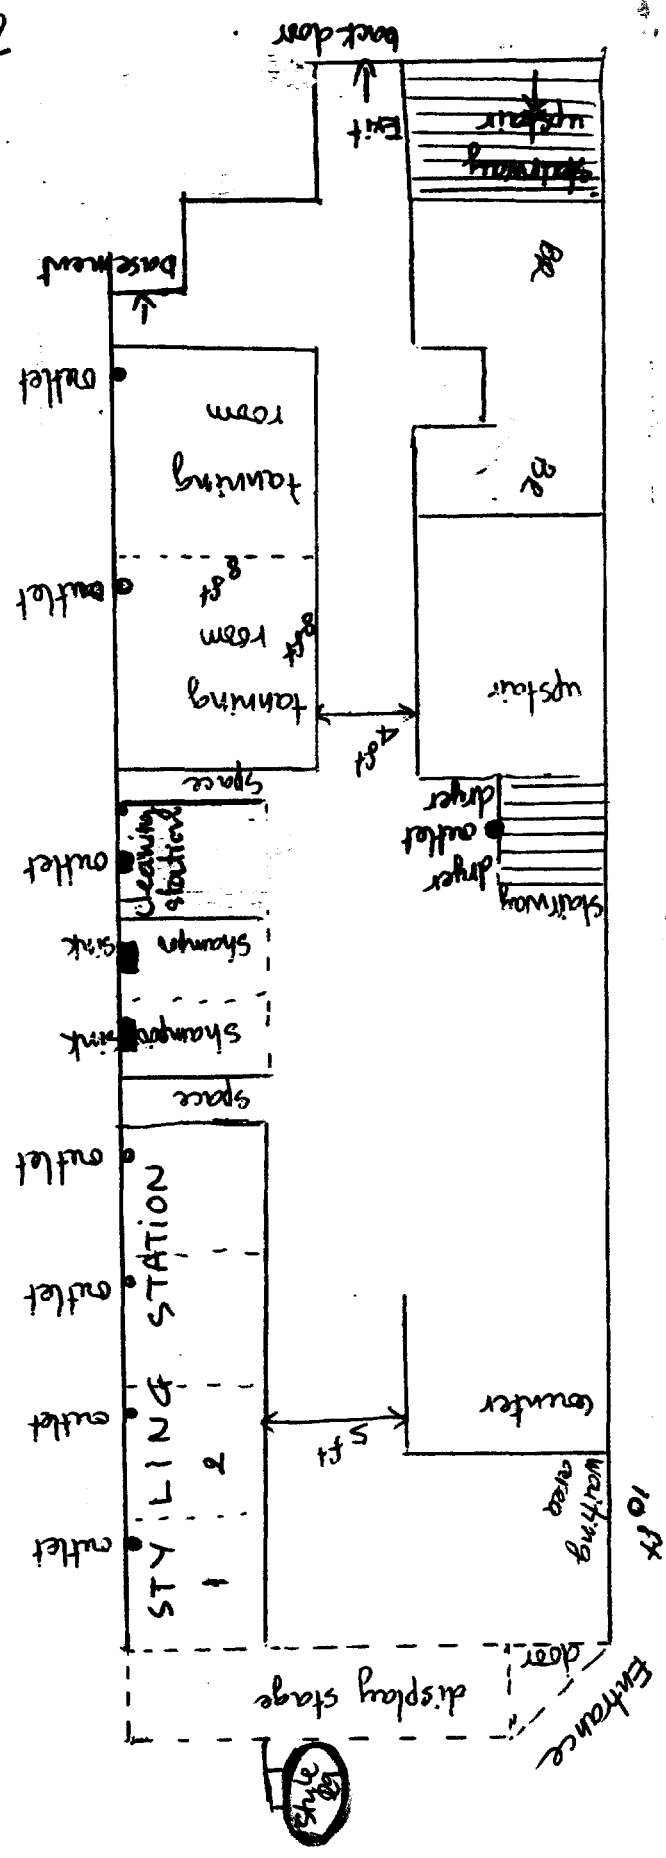 back door
Exit
upstair
stairway
basement
BR
outlet
tanning
room
BR
outlet
8 ft
8 ft
tanning
room
upstair
4 ft
space
dryer
outlet
dryer
stairway
cleaning
station
outlet
sink
shampoo
sink
shampoo
space
outlet
outlet
outlet
outlet
STYLING STATION
1
2
5 ft
counter
waiting
area
10 ft
door
Entrance
display stage
Style